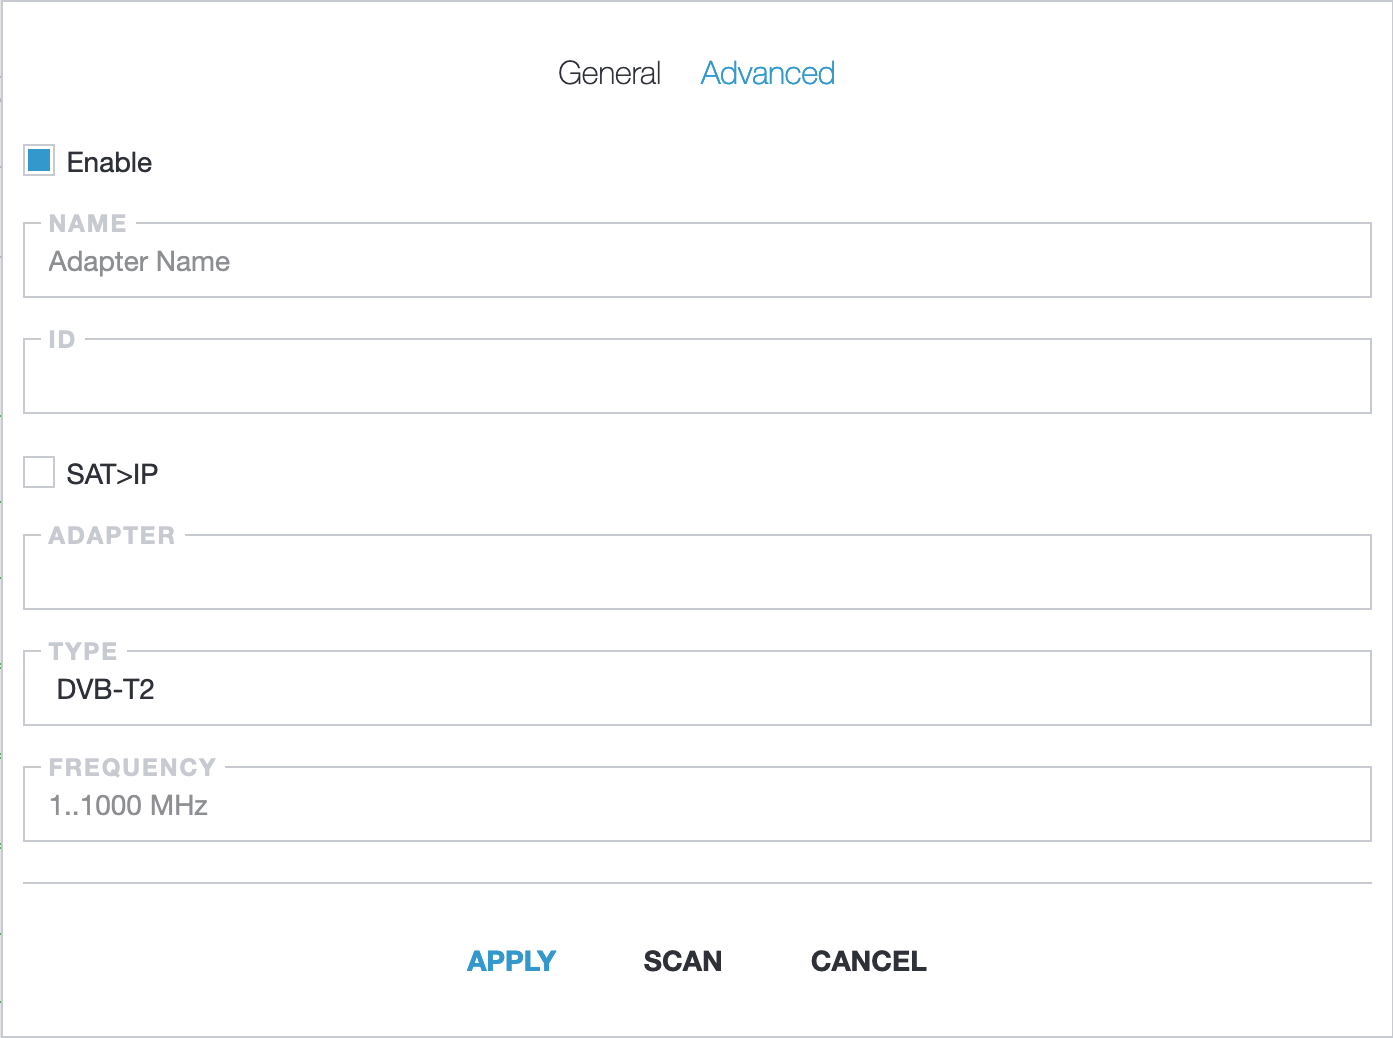 General Advanced
Enable
NAME
Adapter Name
ID
SAT>IP
ADAPTER
TYPE
DVB-T2
FREQUENCY
1..1000 MHz
APPLY SCAN CANCEL